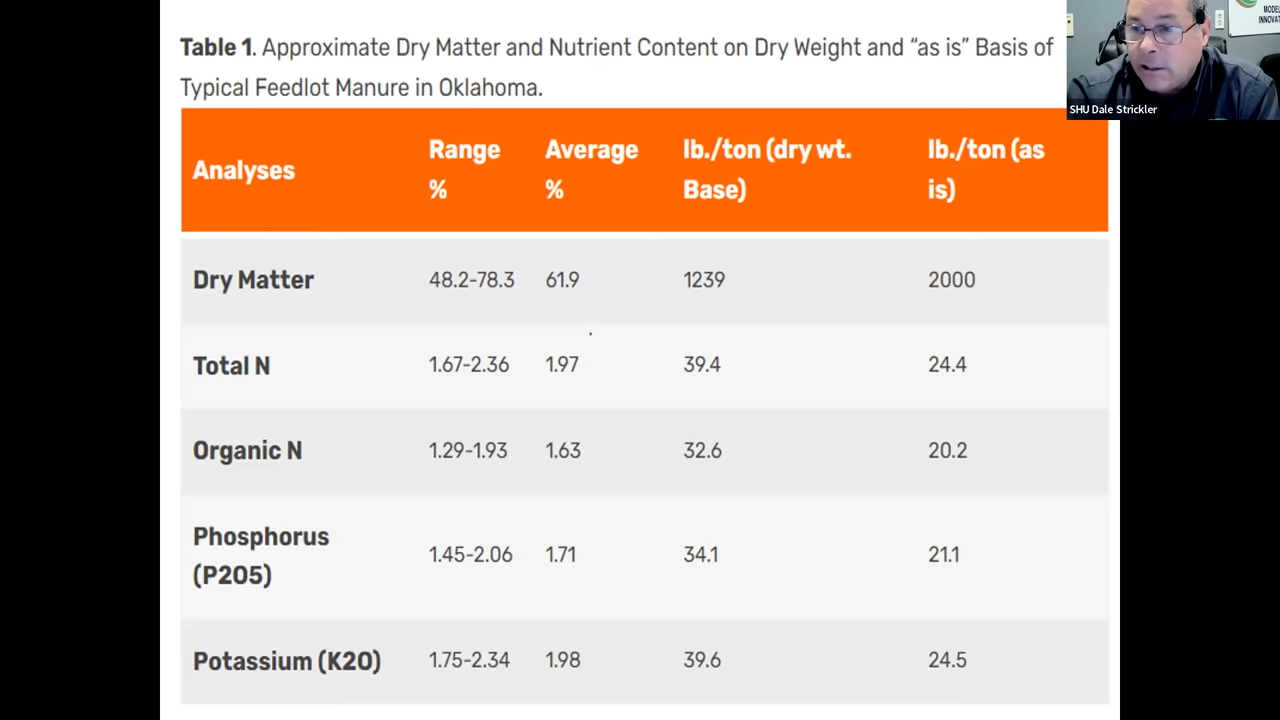 Table 1. Approximate Dry Matter and Nutrient Content on Dry Weight and “as is” Basis of
Typical Feedlot Manure in Oklahoma.
SHU Dale Strickler
Analyses Range % Average % lb./ton (dry wt. Base) lb./ton (as is)
Dry Matter 48.2-78.3 61.9 1239 2000
Total N 1.67-2.36 1.97 39.4 24.4
Organic N 1.29-1.93 1.63 32.6 20.2
Phosphorus (P2O5) 1.45-2.06 1.71 34.1 21.1
Potassium (K2O) 1.75-2.34 1.98 39.6 24.5